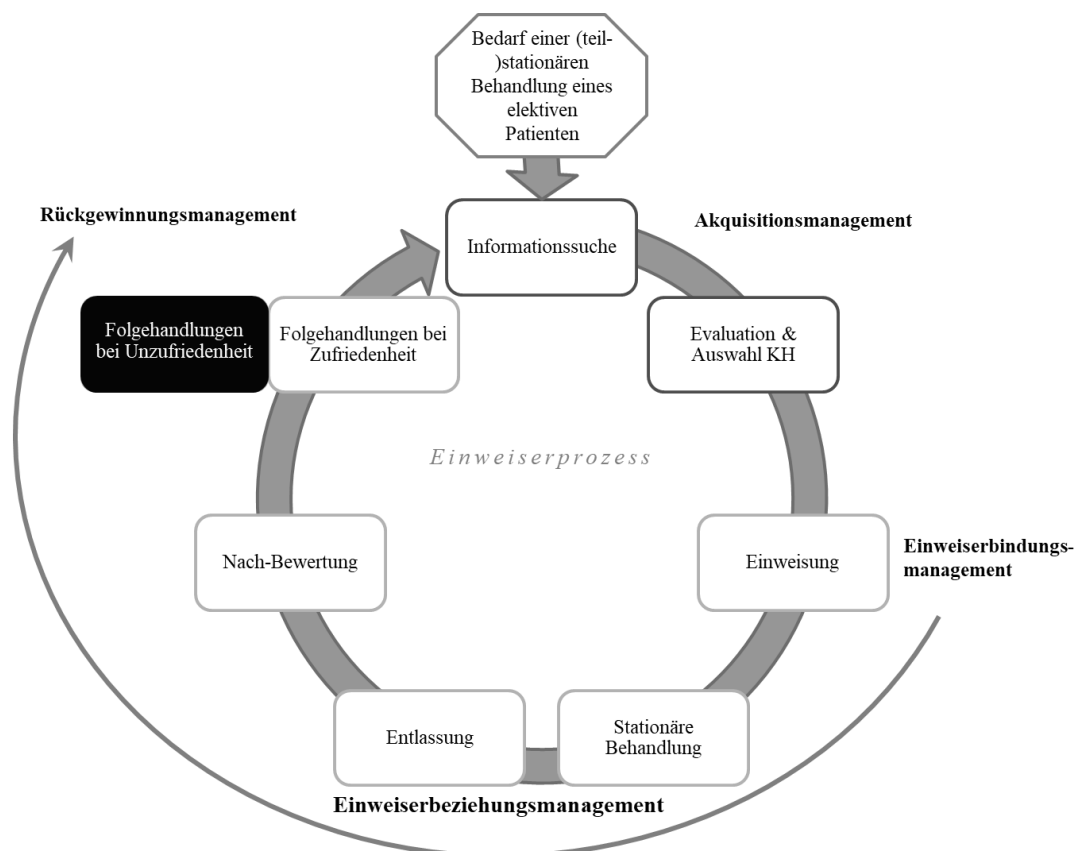 Bedarf einer (teil-
)stationären
Behandlung eines
elektiven
Patienten
Rückgewinnungsmanagement
Akquisitionsmanagement
Informationssuche
Folgehandlungen
bei Unzufriedenheit
Folgehandlungen bei
Zufriedenheit
Evaluation &
Auswahl KH
Einweiserprozess
Nach-Bewertung
Einweisung
Einweiserbindungs-
management
Entlassung
Stationäre
Behandlung
Einweiserbeziehungsmanagement